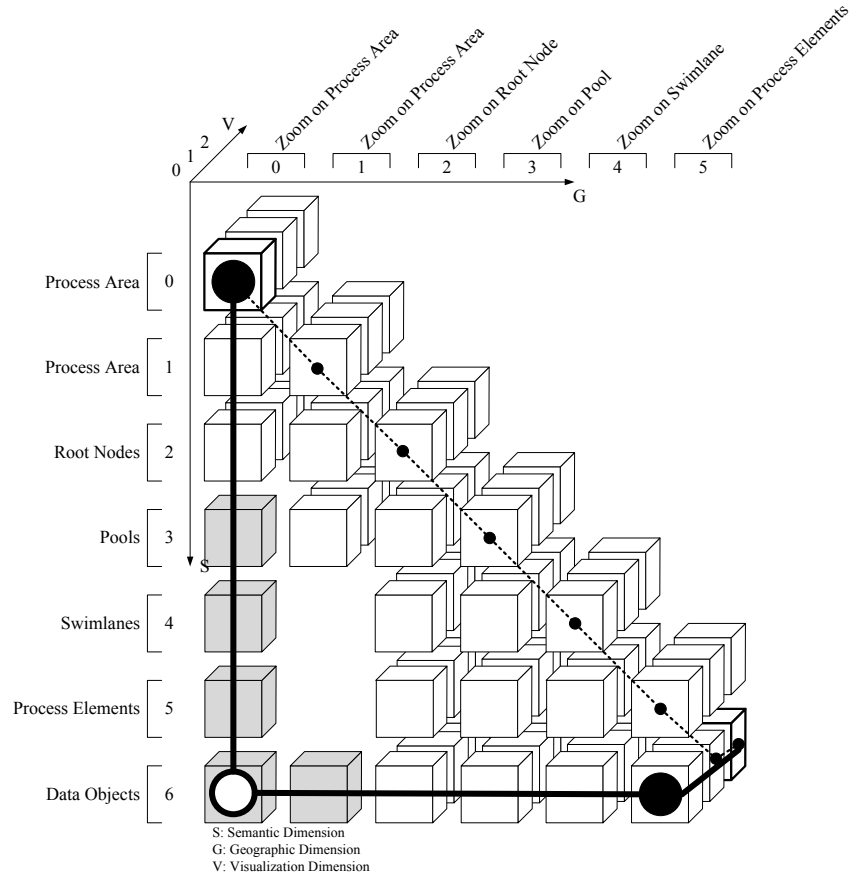 Zoom on Process Area
Zoom on Process Area
Zoom on Root Node
Zoom on Pool
Zoom on Swimlane
Zoom on Process Elements
V
0
1
2
0
1
2
3
4
5
G
Process Area
0
Process Area
1
Root Nodes
2
Pools
3
S
Swimlanes
4
Process Elements
5
Data Objects
6
S: Semantic Dimension
G: Geographic Dimension
V: Visualization Dimension